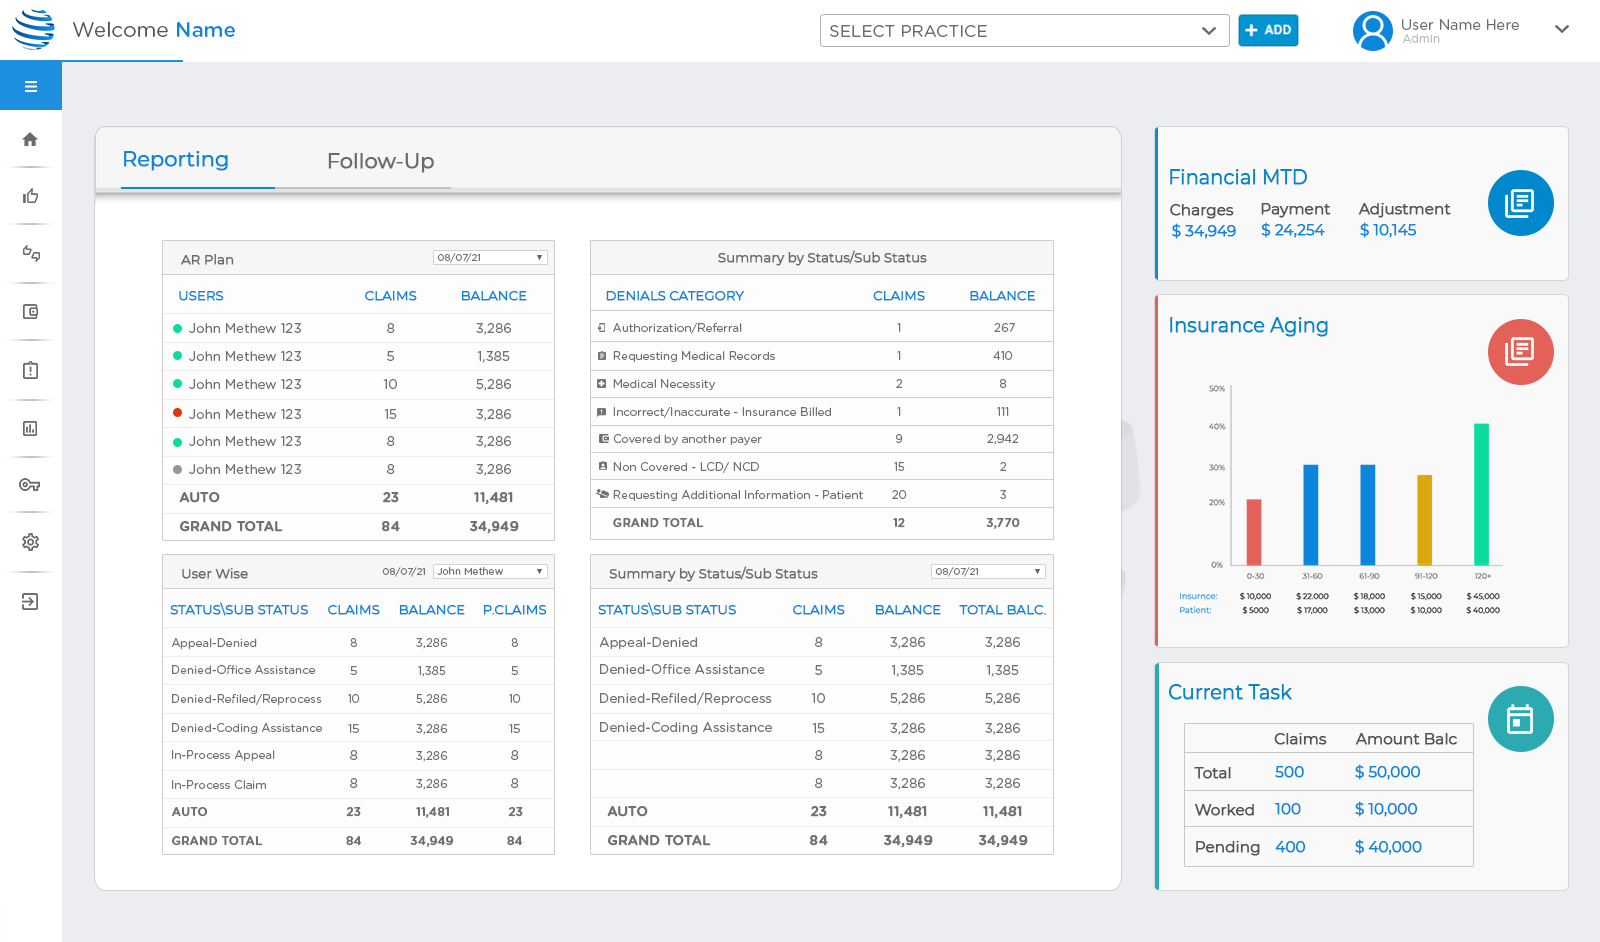 Welcome Name
SELECT PRACTICE
+ ADD
User Name Here
Admin
Reporting
Follow-Up
AR Plan
08/07/21
USERS CLAIMS BALANCE
John Methew 123 8 3,286
John Methew 123 5 1,385
John Methew 123 10 5,286
John Methew 123 15 3,286
John Methew 123 8 3,286
John Methew 123 8 3,286
AUTO 23 11,481
GRAND TOTAL 84 34,949
Summary by Status/Sub Status
DENIALS CATEGORY CLAIMS BALANCE
Authorization/Referral 1 267
Requesting Medical Records 1 410
Medical Necessity 2 8
Incorrect/Inaccurate - Insurance Billed 1 111
Covered by another payer 9 2,942
Non Covered - LCD/ NCD 15 2
Requesting Additional Information - Patient 20 3
GRAND TOTAL 12 3,770
User Wise 08/07/21 John Methew
STATUS\SUB STATUS CLAIMS BALANCE P.CLAIMS
Appeal-Denied 8 3,286 8
Denied-Office Assistance 5 1,385 5
Denied-Refiled/Reprocess 10 5,286 10
Denied-Coding Assistance 15 3,286 15
In-Process Appeal 8 3,286 8
In-Process Claim 8 3,286 8
AUTO 23 11,481 23
GRAND TOTAL 84 34,949 84
Summary by Status/Sub Status 08/07/21
STATUS\SUB STATUS CLAIMS BALANCE TOTAL BALC.
Appeal-Denied 8 3,286 3,286
Denied-Office Assistance 5 1,385 1,385
Denied-Refiled/Reprocess 10 5,286 5,286
Denied-Coding Assistance 15 3,286 3,286
8 3,286 3,286
8 3,286 3,286
AUTO 23 11,481 11,481
GRAND TOTAL 84 34,949 34,949
Financial MTD
Charges Payment Adjustment
$ 34,949 $ 24,254 $ 10,145
Insurance Aging
50%
40%
30%
20%
0%
0-30 31-60 61-90 91-120 120+
Insurnce: $ 10,000 $ 22.000 $ 18,000 $ 15,000 $ 45,000
Patient: $ 5000 $ 17,000 $ 13,000 $ 10,000 $ 40,000
Current Task
Claims Amount Balc
Total 500 $ 50,000
Worked 100 $ 10,000
Pending 400 $ 40,000